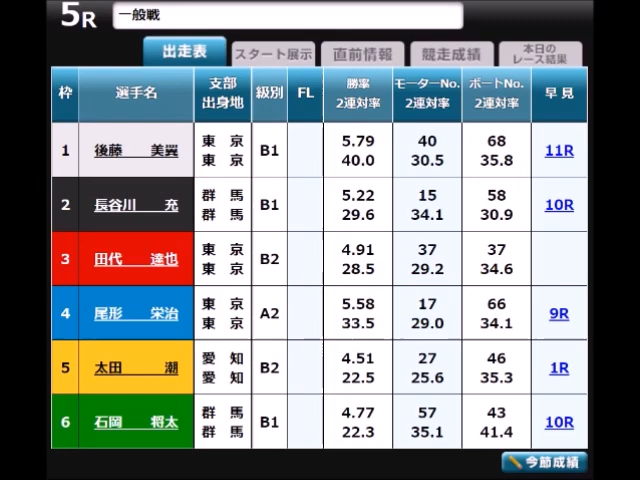 5R 一般戦
出走表 スタート展示 直前情報 競走成績 本日の
レース結果
枠 選手名 支部 級別 FL 勝率 モーターNo. ボートNo. 早見
出身地 2連対率 2連対率 2連対率
1 後藤 美翼 東京 B1 5.79 40 68 11R
東京 40.0 30.5 35.8
2 長谷川 充 群馬 B1 5.22 15 58 10R
群馬 29.6 34.1 30.9
3 田代 達也 東京 B2 4.91 37 37
東京 28.5 29.2 34.6
4 尾形 栄治 東京 A2 5.58 17 66 9R
東京 33.5 29.0 34.1
5 太田 潮 愛知 B2 4.51 27 46 1R
愛知 22.5 25.6 35.3
6 石岡 将太 群馬 B1 4.77 57 43 10R
群馬 22.3 35.1 41.4
今節成績